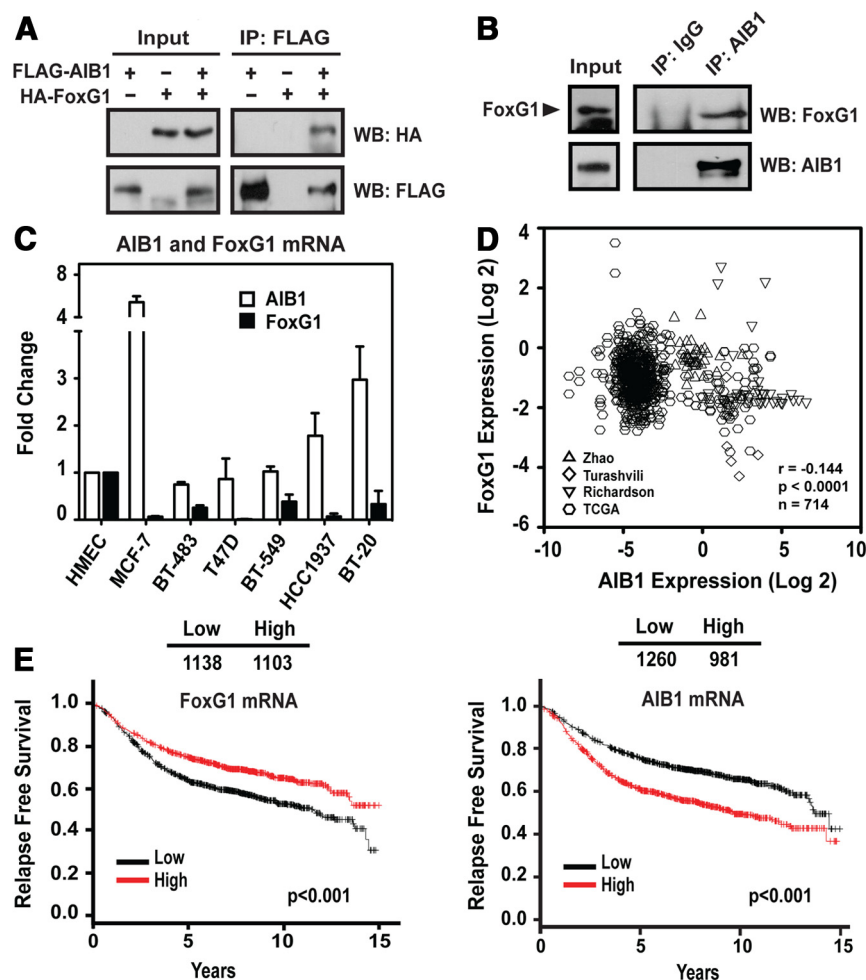 A
Input IP: FLAG
FLAG-AIB1 + – + + – +
HA-FoxG1 – + + – + +
WB: HA
WB: FLAG
B
Input IP: IgG IP: AIB1
FoxG1
WB: FoxG1
WB: AIB1
C
AIB1 and FoxG1 mRNA
Fold Change
8
4
3
2
1
0
AIB1
FoxG1
HMEC MCF-7 BT-483 T47D BT-549 HCC1937 BT-20
D
FoxG1 Expression (Log 2)
4
2
0
-2
-4
-6
Zhao
Turashvili
Richardson
TCGA
r = -0.144
p < 0.0001
n = 714
-10 -5 0 5 10
AIB1 Expression (Log 2)
E
Low High
1138 1103
FoxG1 mRNA
Relapse Free Survival
1.0
0.8
0.6
0.4
0.2
0.0
Low
High
p<0.001
0 5 10 15
Years
Low High
1260 981
AIB1 mRNA
Relapse Free Survival
1.0
0.8
0.6
0.4
0.2
0.0
Low
High
p<0.001
0 5 10 15
Years